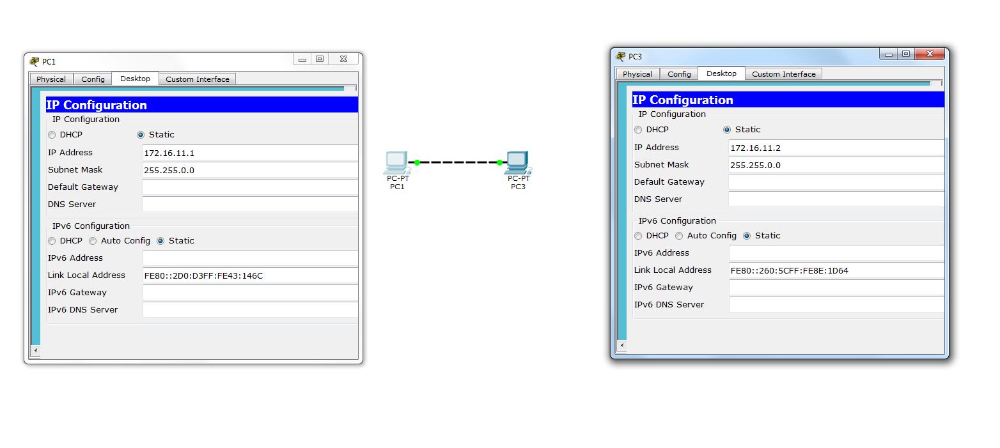 PC1
Physical Config Desktop Custom Interface
IP Configuration
IP Configuration
DHCP Static
IP Address 172.16.11.1
Subnet Mask 255.255.0.0
Default Gateway
DNS Server
IPv6 Configuration
DHCP Auto Config Static
IPv6 Address
Link Local Address FE80::2D0:D3FF:FE43:146C
IPv6 Gateway
IPv6 DNS Server
PC-PT
PC1
PC-PT
PC3
PC3
Physical Config Desktop Custom Interface
IP Configuration
IP Configuration
DHCP Static
IP Address 172.16.11.2
Subnet Mask 255.255.0.0
Default Gateway
DNS Server
IPv6 Configuration
DHCP Auto Config Static
IPv6 Address
Link Local Address FE80::260:5CFF:FE8E:1D64
IPv6 Gateway
IPv6 DNS Server